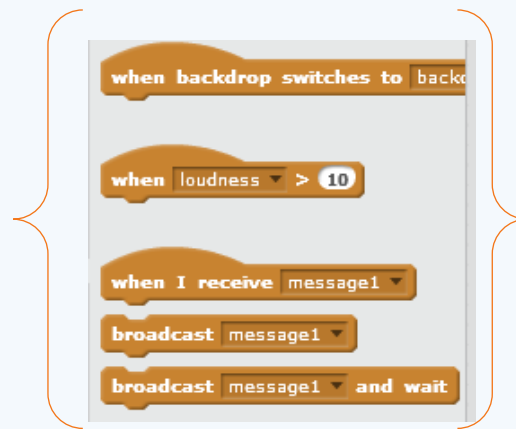 when backdrop switches to
when loudness > 10
when I receive message1
broadcast message1
broadcast message1 and wait